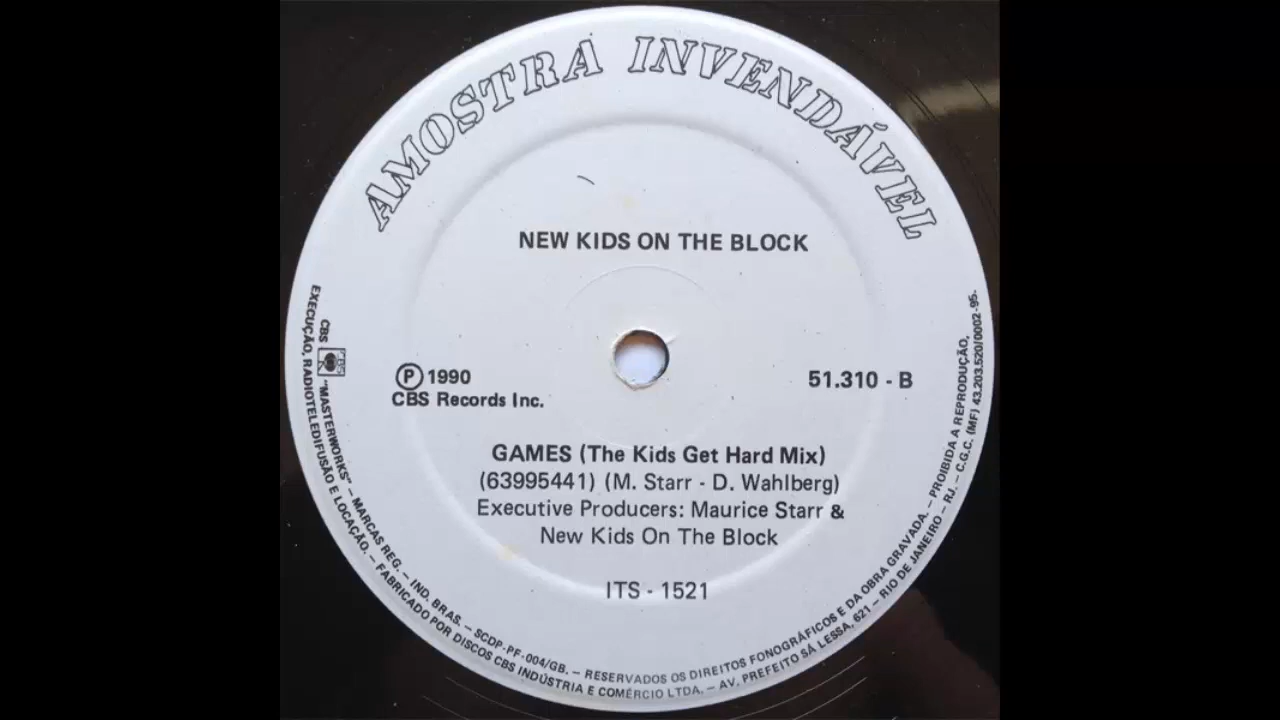 AMOSTRA INVENDÁVEL
NEW KIDS ON THE BLOCK
Ⓟ 1990
CBS Records Inc.
51.310 - B
GAMES (The Kids Get Hard Mix)
(63995441) (M. Starr - D. Wahlberg)
Executive Producers: Maurice Starr &
New Kids On The Block
ITS - 1521
CBS "MASTERWORKS" – MARCAS REG. – IND. BRAS. – SCDP-PF-004/GB. – RESERVADOS OS DIREITOS FONOGRÁFICOS E DA OBRA GRAVADA. – PROIBIDA A REPRODUÇÃO,
EXECUÇÃO, RADIOTELEDIFUSÃO E LOCAÇÃO. – FABRICADO POR DISCOS CBS INDÚSTRIA E COMÉRCIO LTDA. – AV. PREFEITO SÁ LESSA, 621 – RIO DE JANEIRO – RJ. – C.G.C. (MF) 43.203.520/0002-95.